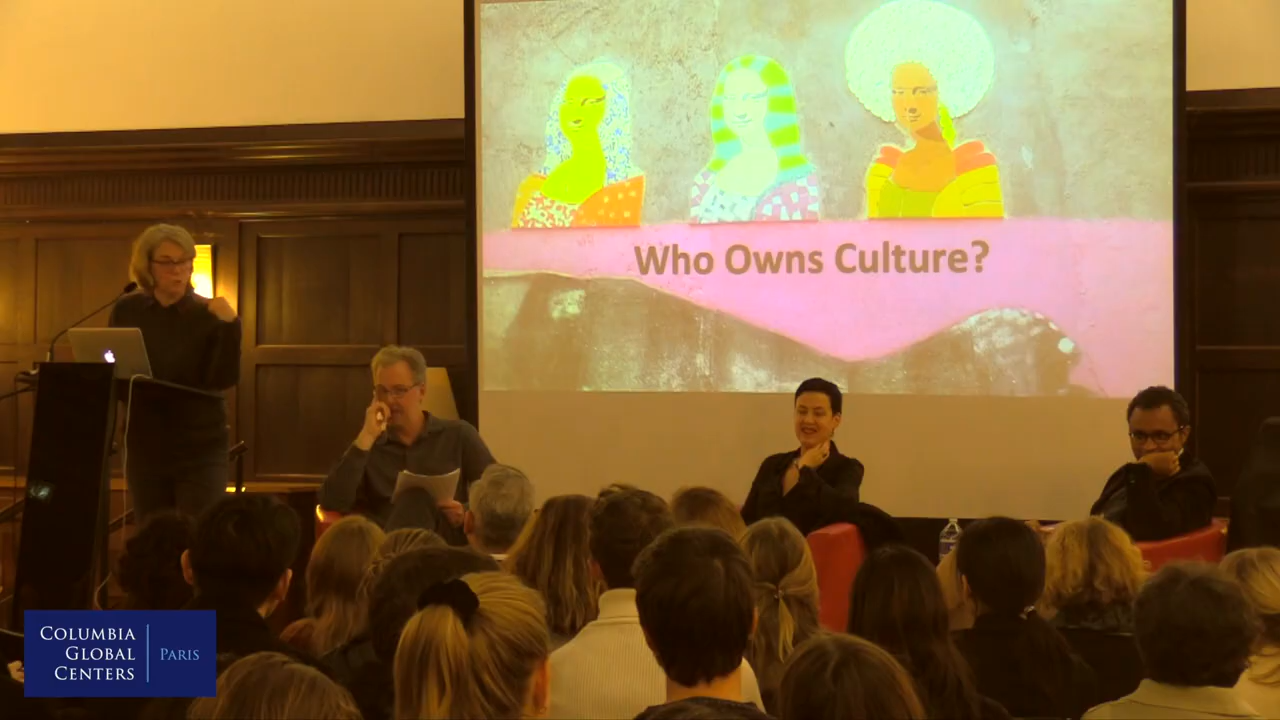 Who Owns Culture?
COLUMBIA
GLOBAL
CENTERS
PARIS